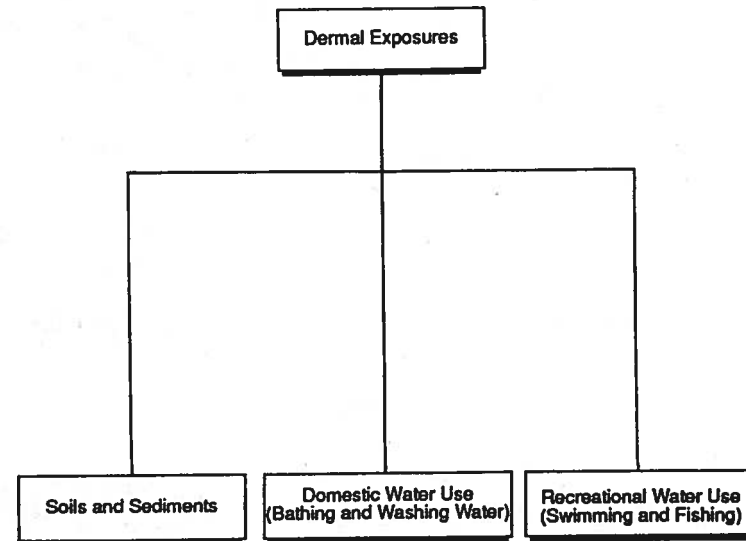 Dermal Exposures
Soils and Sediments
Domestic Water Use
(Bathing and Washing Water)
Recreational Water Use
(Swimming and Fishing)